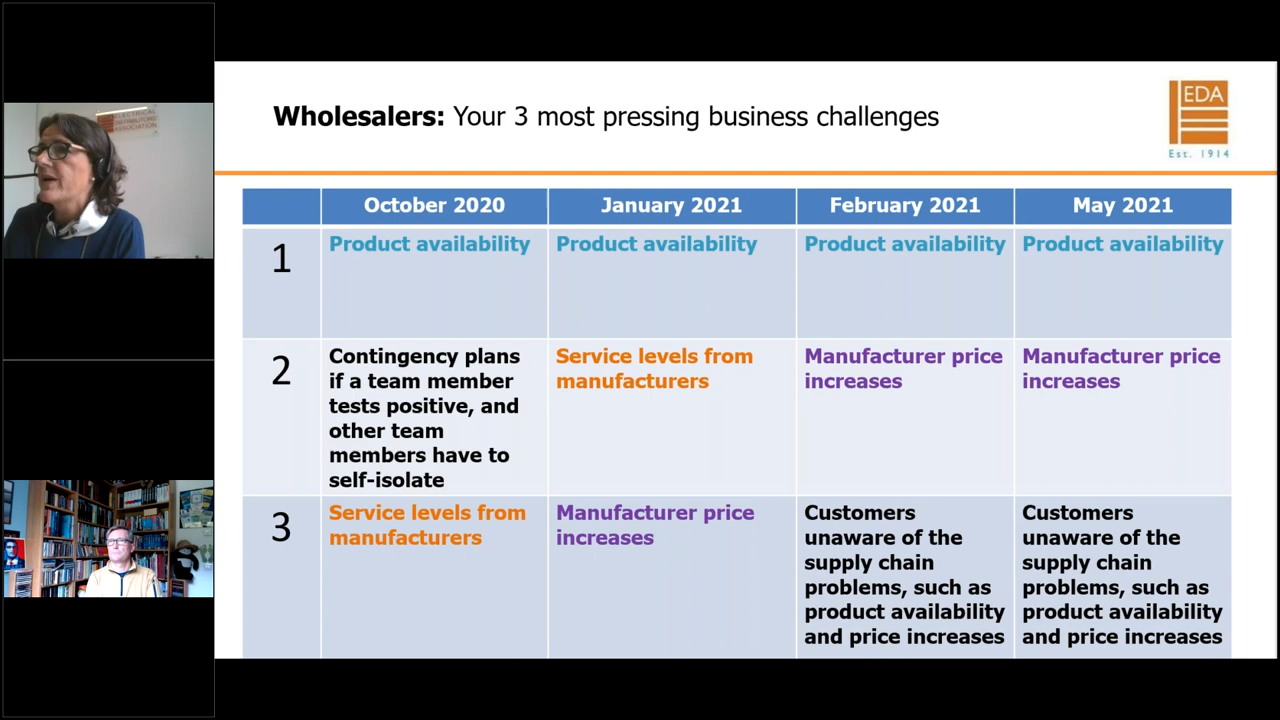 ELECTRICAL
DISTRIBUTORS'
ASSOCIATION
Wholesalers: Your 3 most pressing business challenges
EDA
Est. 1914
October 2020
January 2021
February 2021
May 2021
1
Product availability
Product availability
Product availability
Product availability
2
Contingency plans
if a team member
tests positive, and
other team
members have to
self-isolate
Service levels from
manufacturers
Manufacturer price
increases
Manufacturer price
increases
3
Service levels from
manufacturers
Manufacturer price
increases
Customers
unaware of the
supply chain
problems, such as
product availability
and price increases
Customers
unaware of the
supply chain
problems, such as
product availability
and price increases